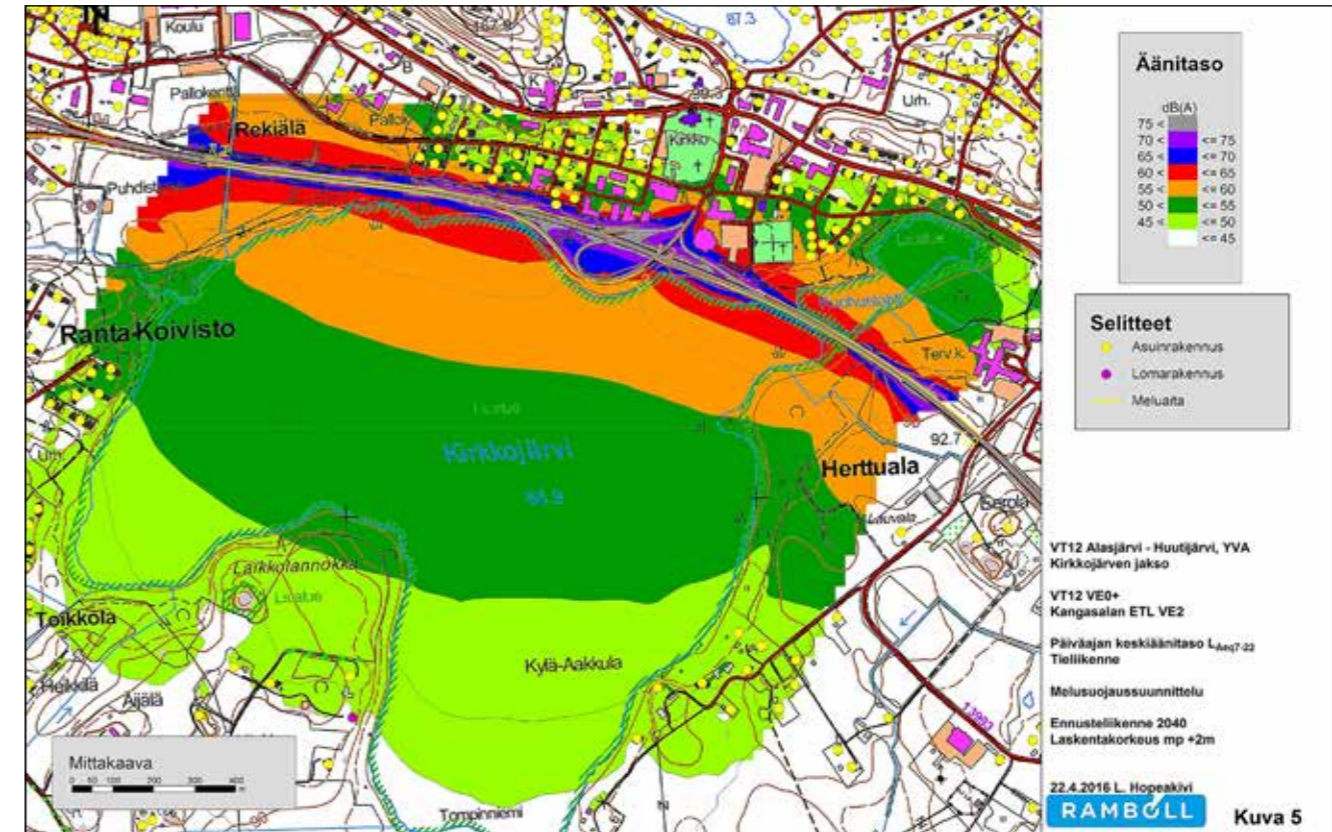 Koulu
87.3
Pallokenttä
Rekiälä
Urh.
Kirkko
Ranta-Koivisto
Terv.k.
92.7
Kirkkojärvi
Herttuala
Laikkolannokka
Toikkola
Heikkilä
Äijälä
Kylä-Aakkula
Tompinniemi
13983
Mittakaava
0 50 100 200 300 400
Äänitaso
dB(A)
75 <
70 < <= 75
65 < <= 70
60 < <= 65
55 < <= 60
50 < <= 55
45 < <= 50
<= 45
Selitteet
Asuinrakennus
Lomarakennus
Meluaita
VT12 Alasjärvi - Huutijärvi, YVA
Kirkkojärven jakso
VT12 VE0+
Kangasalan ETL VE2
Päiväajan keskiäänitaso LAeq7-22
Tieliikenne
Melusuojaussuunnittelu
Ennusteliikenne 2040
Laskentakorkeus mp +2m
22.4.2016 L. Hopeakivi
RAMBOLL
Kuva 5